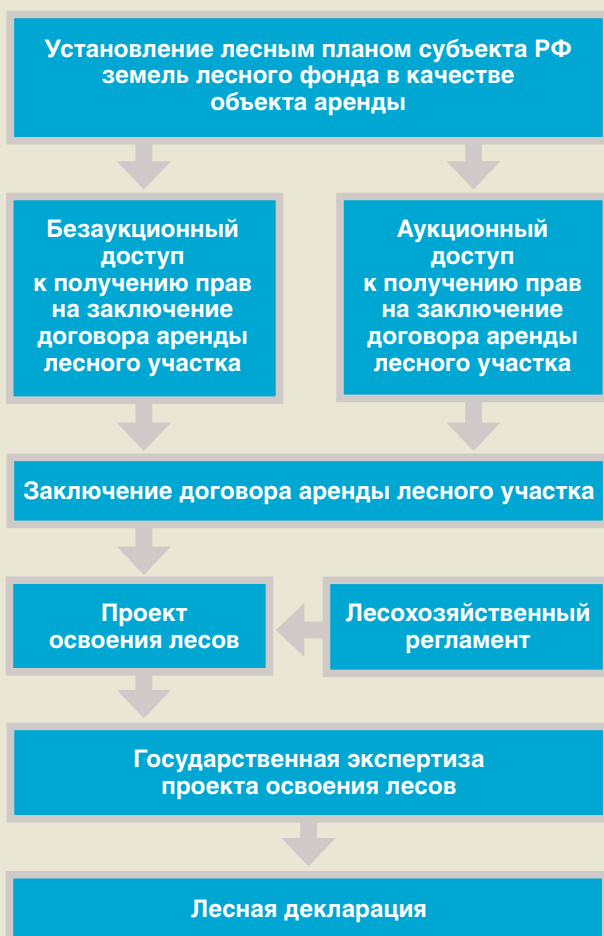 Установление лесным планом субъекта РФ
земель лесного фонда в качестве
объекта аренды
Безаукционный
доступ
к получению прав
на заключение
договора аренды
лесного участка
Аукционный
доступ
к получению прав
на заключение
договора аренды
лесного участка
Заключение договора аренды лесного участка
Проект
освоения лесов
Лесохозяйственный
регламент
Государственная экспертиза
проекта освоения лесов
Лесная декларация